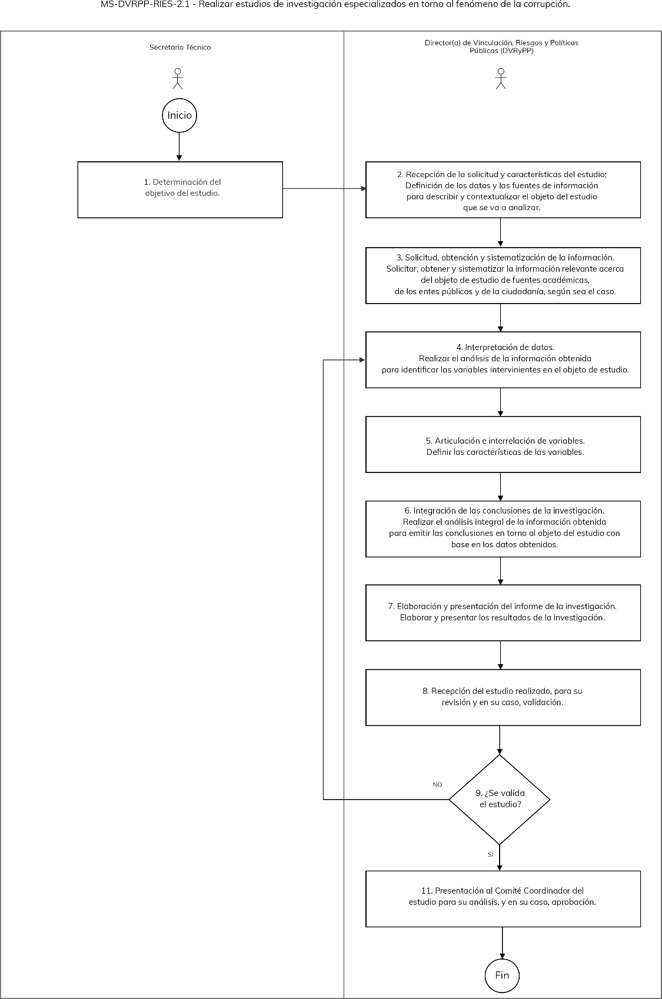 MS-DVRPP-RIES-2.1 - Realizar estudios de investigación especializados en torno al fenómeno de la corrupción.
Secretario Técnico
Director(a) de Vinculación, Riesgos y Políticas
Públicas (DVRyPP)
Inicio
1. Determinación del
objetivo del estudio.
2. Recepción de la solicitud y características del estudio;
Definición de los datos y las fuentes de información
para describir y contextualizar el objeto del estudio
que se va a analizar.
3. Solicitud, obtención y sistematización de la información.
Solicitar, obtener y sistematizar la información relevante acerca
del objeto de estudio de fuentes académicas,
de los entes públicos y de la ciudadanía, según sea el caso.
4. Interpretación de datos.
Realizar el análisis de la información obtenida
para identificar las variables intervinientes en el objeto de estudio.
5. Articulación e interrelación de variables.
Definir las características de las variables.
6. Integración de las conclusiones de la investigación.
Realizar el análisis integral de la información obtenida
para emitir las conclusiones en torno al objeto del estudio con
base en los datos obtenidos.
7. Elaboración y presentación del informe de la investigación.
Elaborar y presentar los resultados de la investigación.
8. Recepción del estudio realizado, para su
revisión y en su caso, validación.
NO
9. ¿Se valida
el estudio?
SI
11. Presentación al Comité Coordinador del
estudio para su análisis, y en su caso, aprobación.
Fin